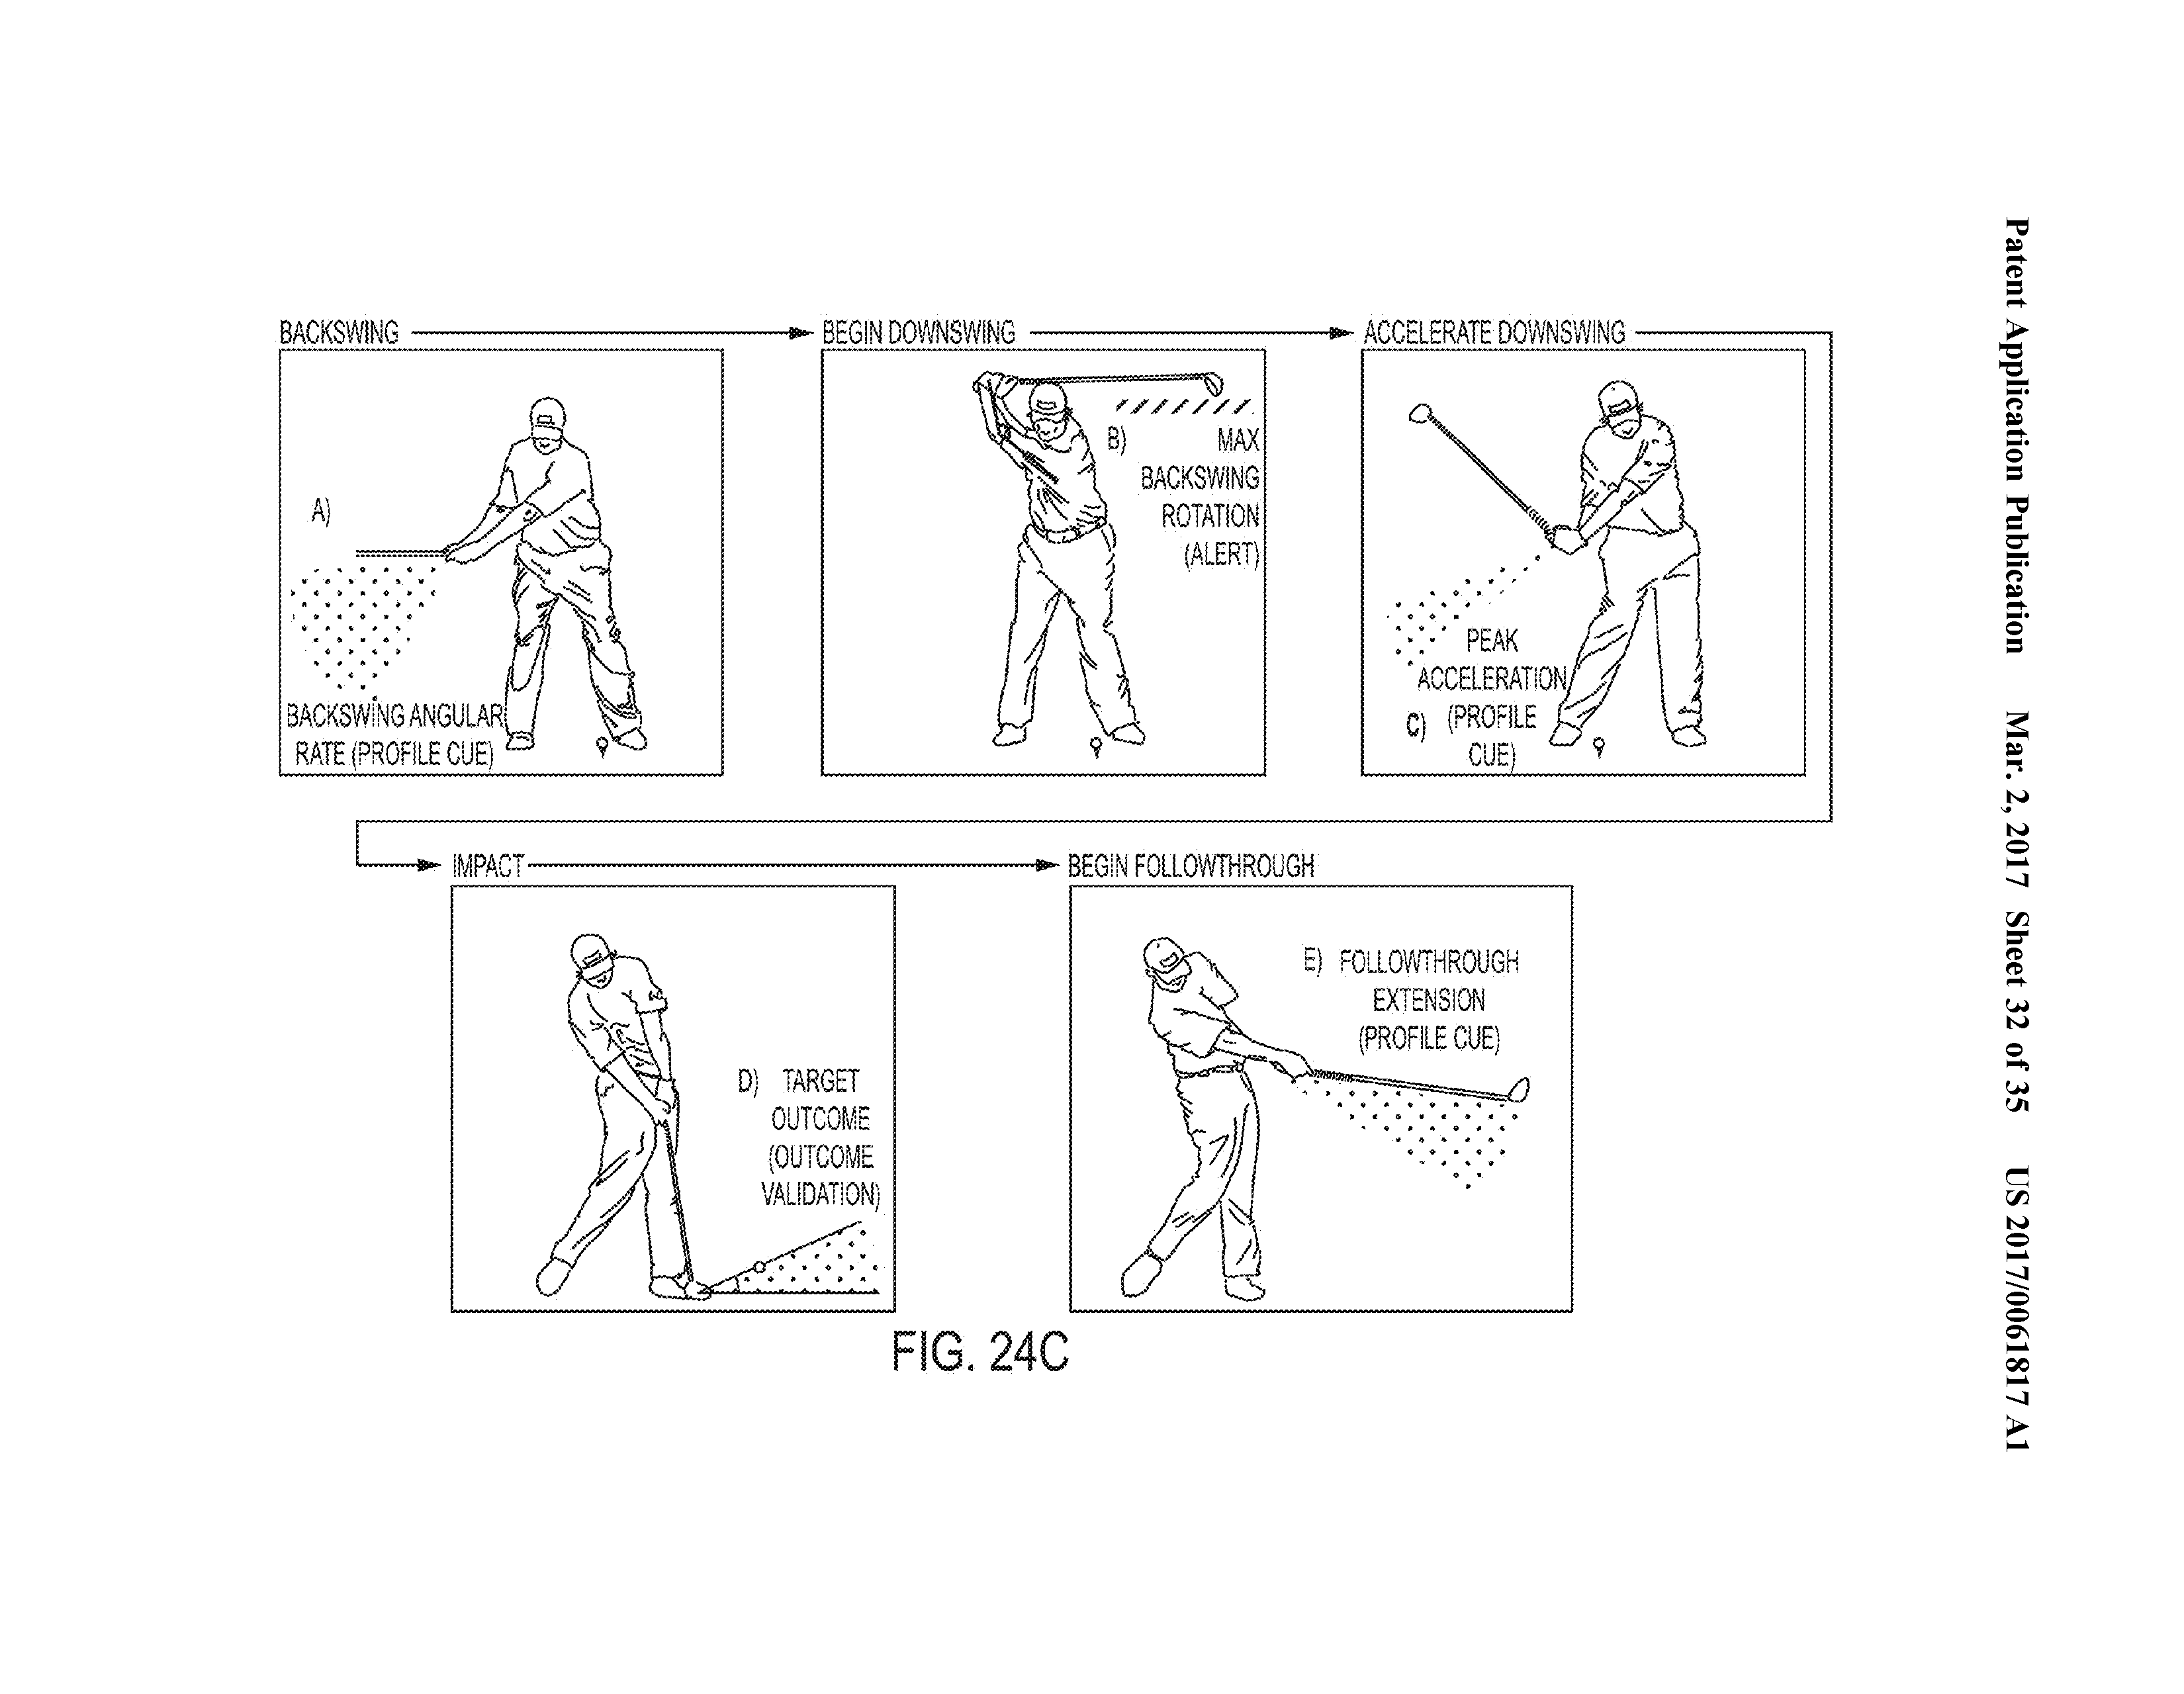 Patent Application Publication Mar. 2, 2017 Sheet 32 of 35 US 2017/0061817 A1
BACKSWING
BEGIN DOWNSWING
ACCELERATE DOWNSWING
A)
BACKSWING ANGULAR
RATE (PROFILE CUE)
B)
MAX
BACKSWING
ROTATION
(ALERT)
PEAK
ACCELERATION
C) (PROFILE
CUE)
IMPACT
BEGIN FOLLOWTHROUGH
D) TARGET
OUTCOME
(OUTCOME
VALIDATION)
E) FOLLOWTHROUGH
EXTENSION
(PROFILE CUE)
FIG. 24C